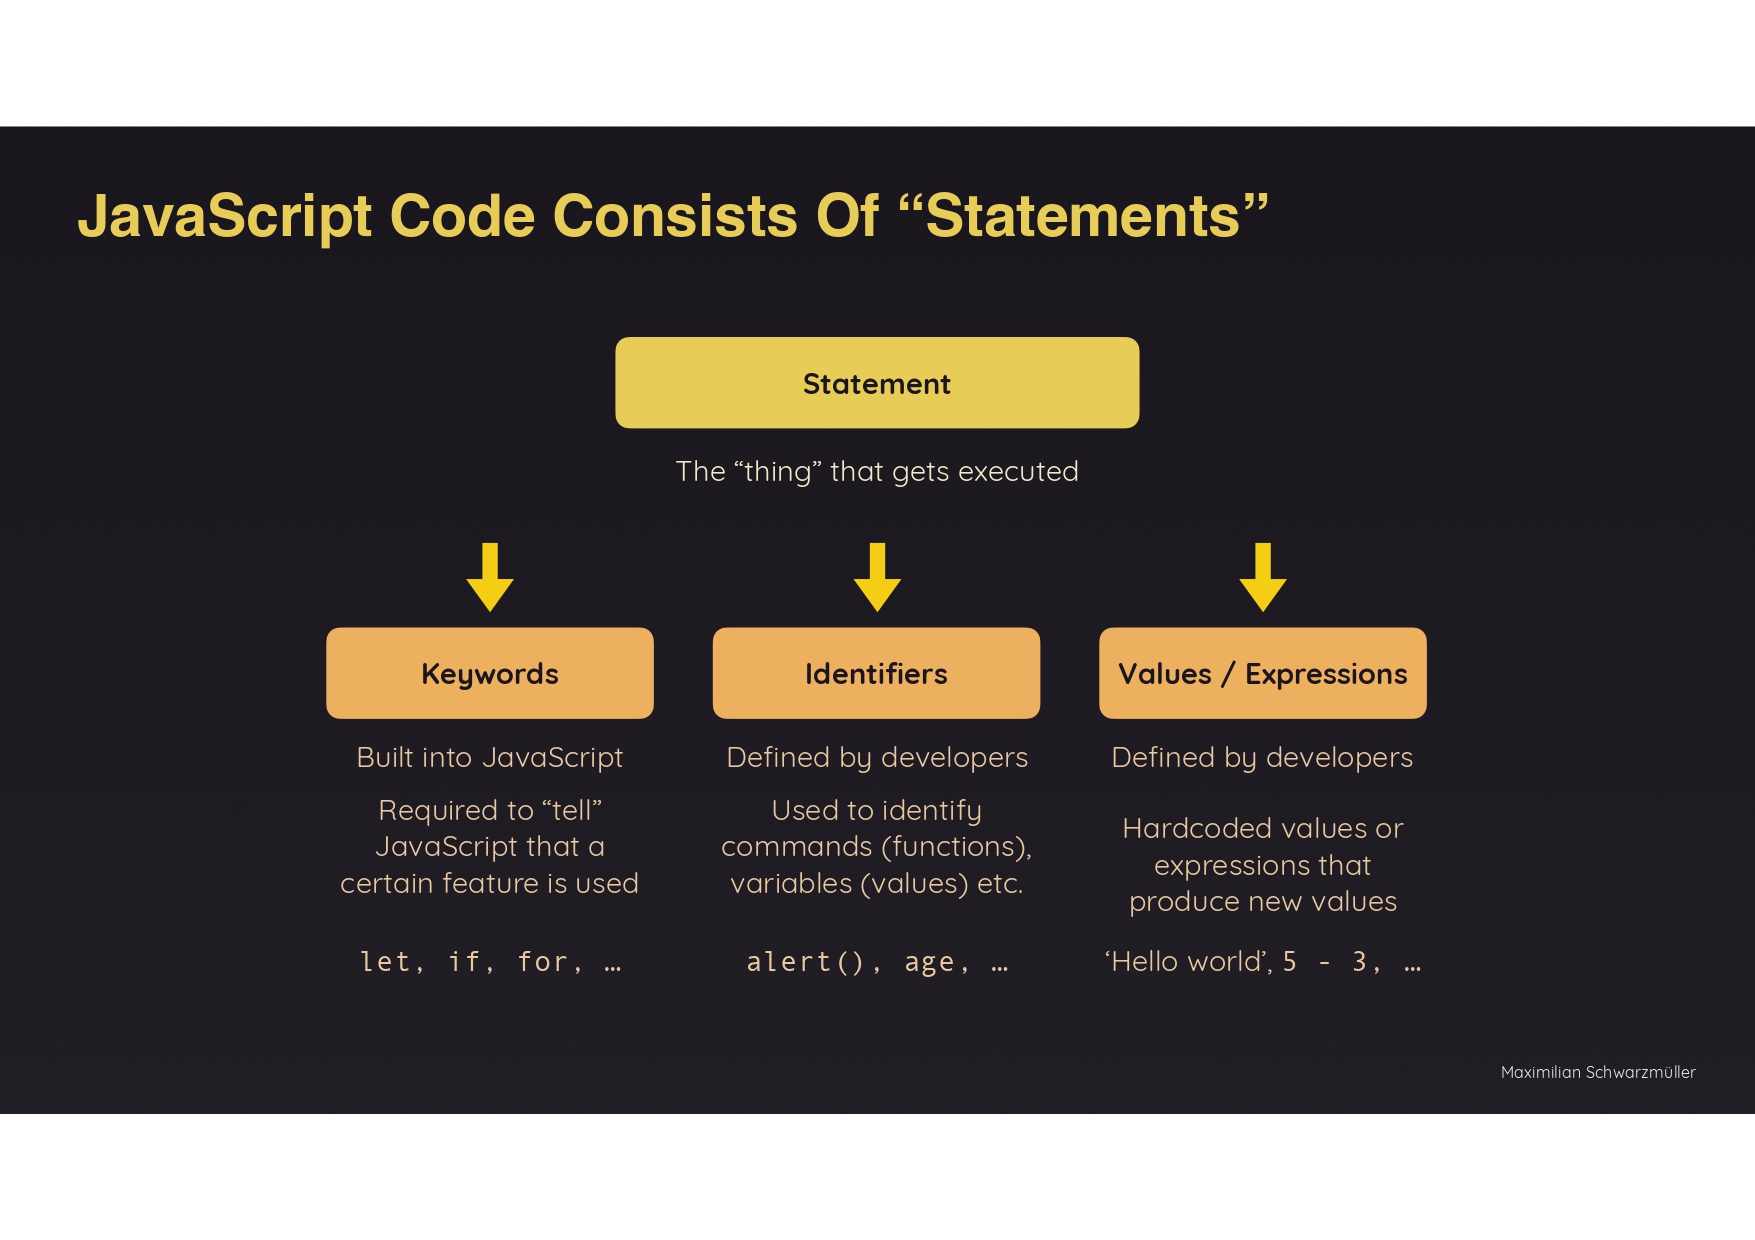 JavaScript Code Consists Of “Statements”
Statement
The “thing” that gets executed
Keywords
Built into JavaScript
Required to “tell”
JavaScript that a
certain feature is used
let, if, for, …
Identifiers
Defined by developers
Used to identify
commands (functions),
variables (values) etc.
alert(), age, …
Values / Expressions
Defined by developers
Hardcoded values or
expressions that
produce new values
‘Hello world’, 5 - 3, …
Maximilian Schwarzmüller